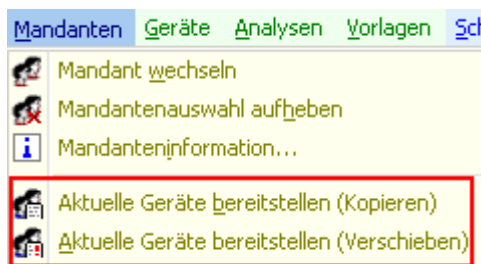 Mandanten Geräte Analysen Vorlagen
Mandant wechseln
Mandantenauswahl aufheben
Mandanteninformation...
Aktuelle Geräte bereitstellen (Kopieren)
Aktuelle Geräte bereitstellen (Verschieben)